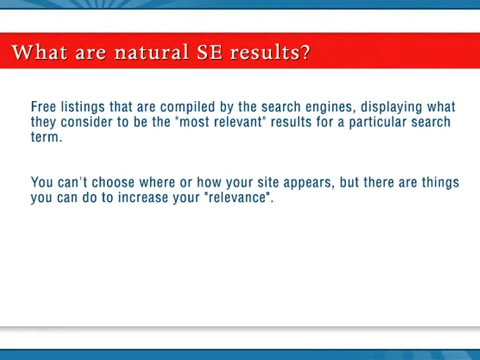 What are natural SE results?
Free listings that are compiled by the search engines, displaying what
they consider to be the "most relevant" results for a particular search
term.
You can't choose where or how your site appears, but there are things
you can do to increase your "relevance".